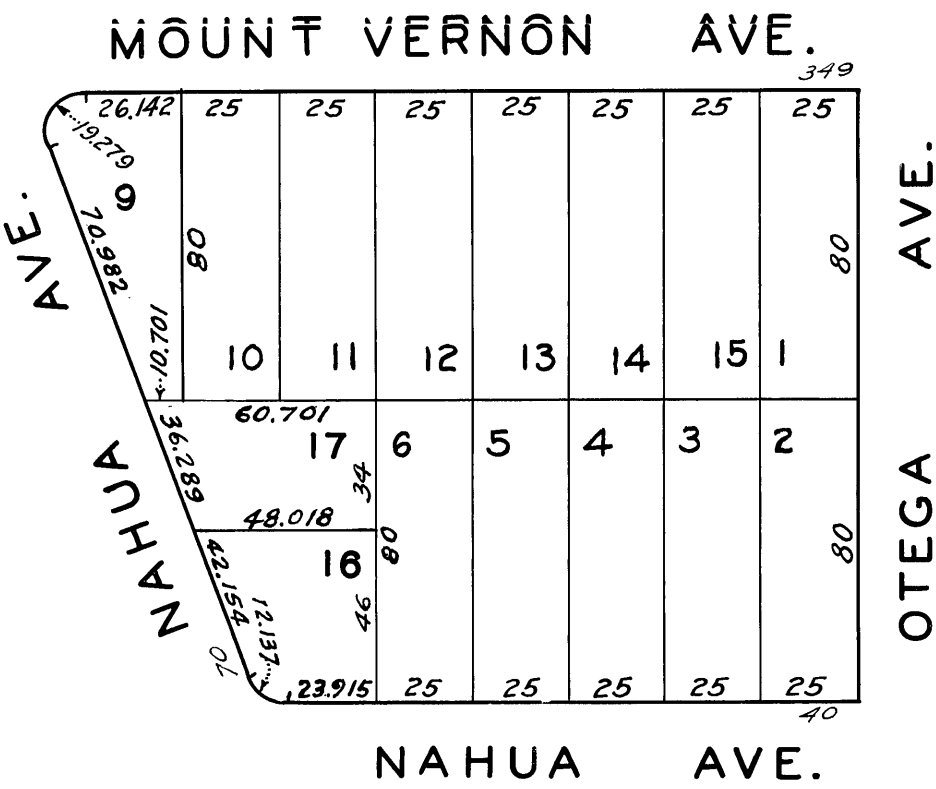 MOUNT VERNON AVE.
349
26.142 25 25 25 25 25 25 25
19.279
9
70.982
80
80
10.701
10 11 12 13 14 15 1
60.701
36.289
17 6 5 4 3 2
34
48.018
80
80
16
42.154
46
12.137
70
23.915 25 25 25 25 25
40
NAHUA AVE.
NAHUA AVE.
OTEGA AVE.